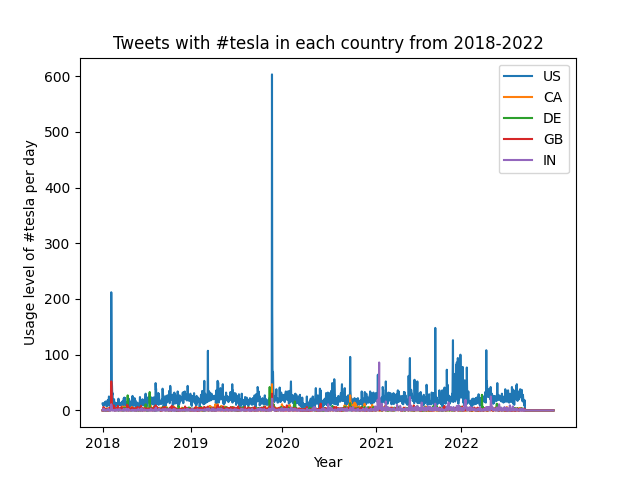 Tweets with #tesla in each country from 2018-2022
Usage level of #tesla per day
600
500
400
300
200
100
0
2018
2019
2020
2021
2022
Year
US
CA
DE
GB
IN